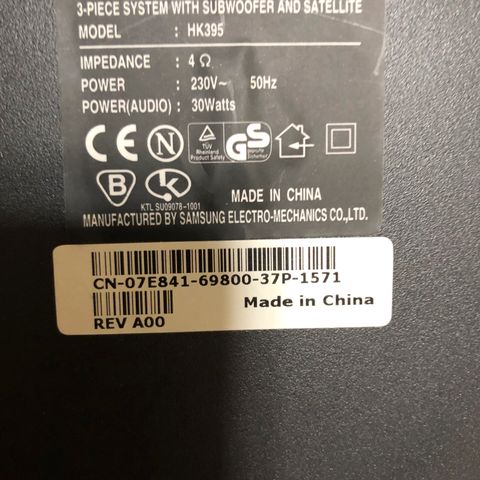 3-PIECE SYSTEM WITH SUBWOOFER AND SATELLITE
MODEL : HK395
IMPEDANCE : 4 Ω
POWER : 230V~ 50Hz
POWER(AUDIO) : 30Watts
CE N TÜV Rheinland Product Safety GS geprüfte Sicherheit
B K
KTL SU09078-1001
MADE IN CHINA
MANUFACTURED BY SAMSUNG ELECTRO-MECHANICS CO.,LTD.
CN-07E841-69800-37P-1571
Made in China
REV A00